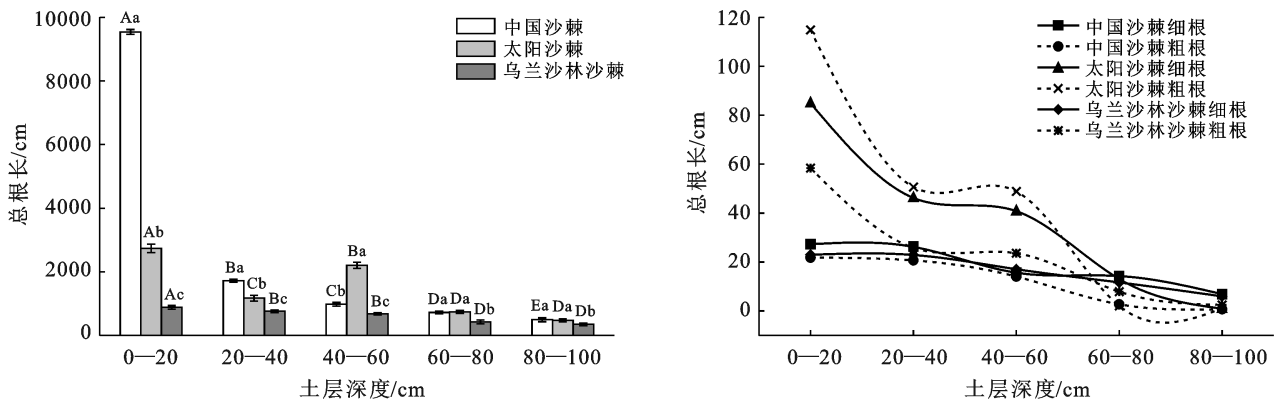 10000
8000
6000
4000
2000
0
总根长/cm
Aa
Ab
Ac
Ba
Cb
Bc
Cb
Ba
Bc
Da
Da
Db
Ea
Da
Db
中国沙棘
太阳沙棘
乌兰沙林沙棘
0—20
20—40
40—60
60—80
80—100
土层深度/cm
120
100
80
60
40
20
0
总根长/cm
中国沙棘细根
中国沙棘粗根
太阳沙棘细根
太阳沙棘粗根
乌兰沙林沙棘细根
乌兰沙林沙棘粗根
0—20
20—40
40—60
60—80
80—100
土层深度/cm